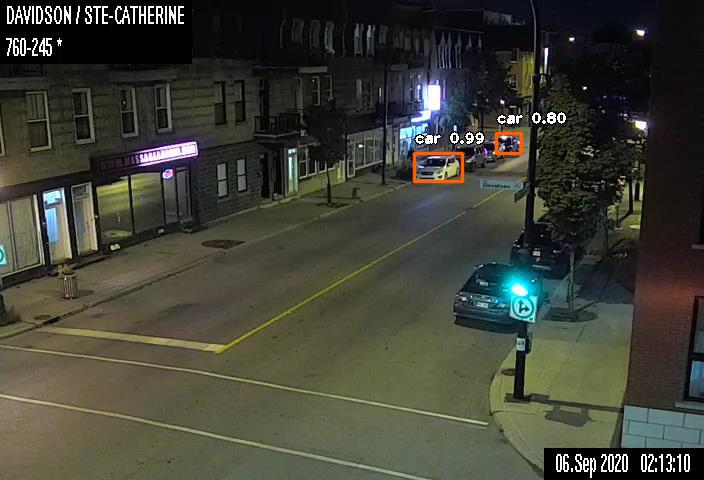 DAVIDSON / STE-CATHERINE
760-245 *
car 0.80
car 0.99
Davidson
06.Sep 2020 02:13:10